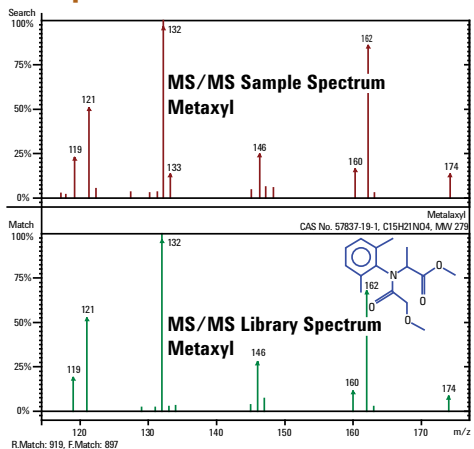 Search
100%
132
162
MS/MS Sample Spectrum
Metaxyl
75%
121
50%
119
146
25%
133
160
174
0%
Metalaxyl
Match
CAS No. 57837-19-1, C15H21NO4, MW 279
100%
132
O
N
162
O
O
O
75%
MS/MS Library Spectrum
Metaxyl
121
50%
146
25%
119
160
174
0%
120 130 140 150 160 170 m/z
R.Match: 919, F.Match: 897